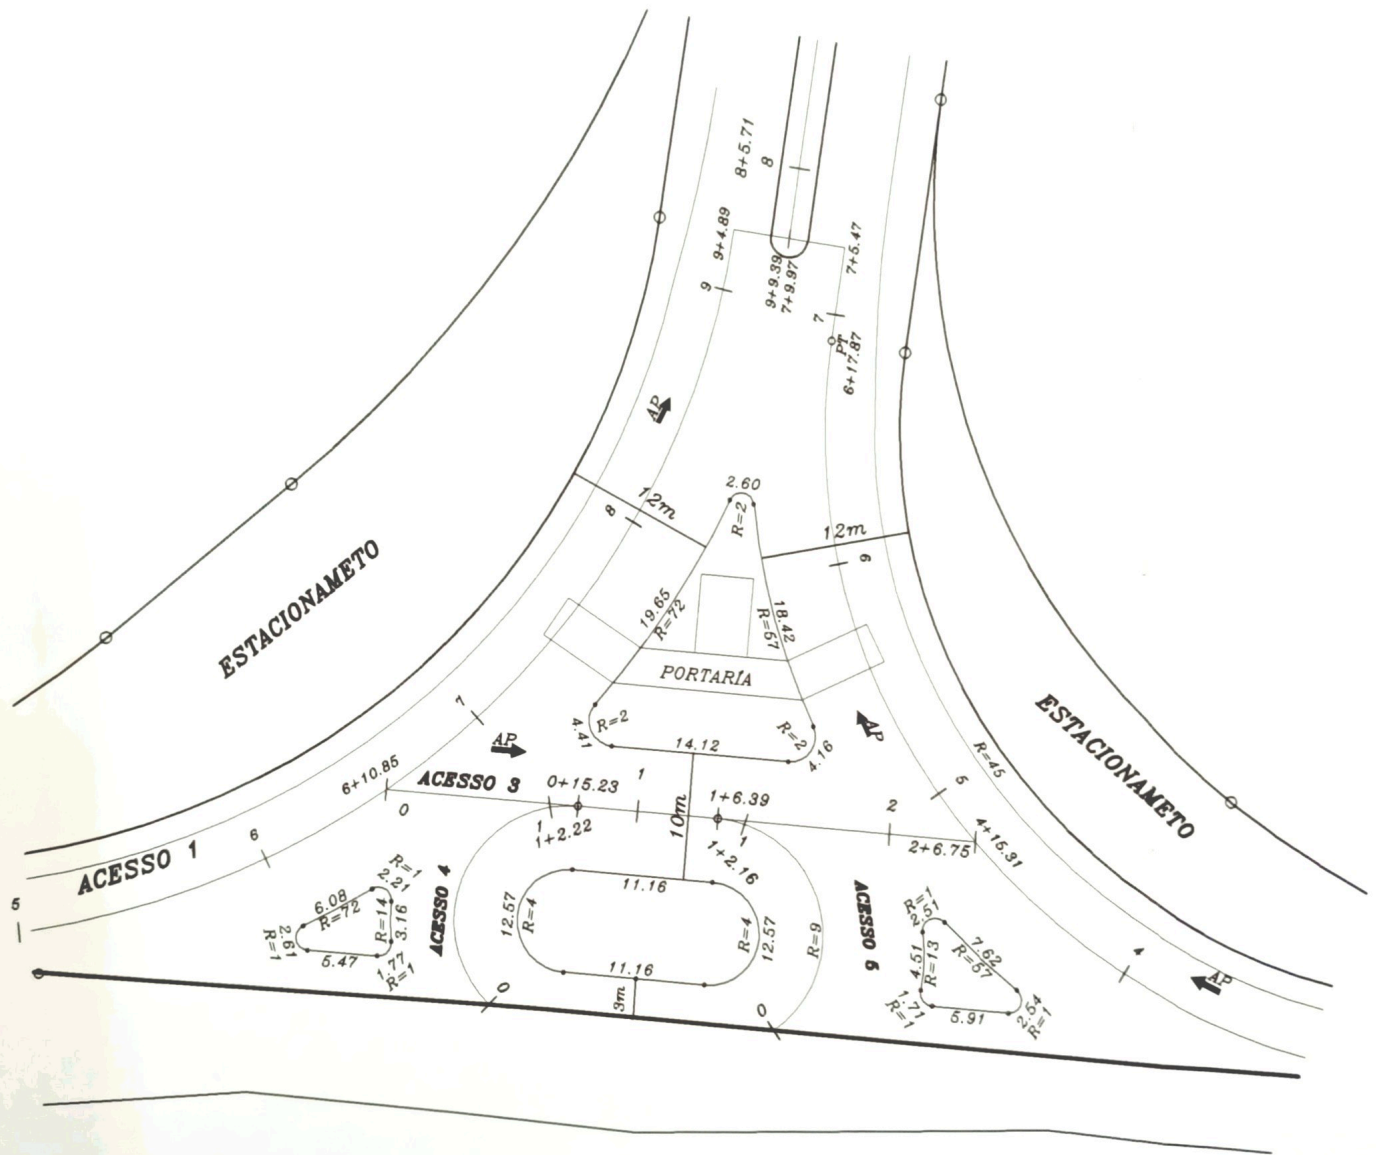 8+5.71
8
9+4.89
9
9+9.39
7+9.97
7+5.47
7
PT
6+17.87
AP
2.60
R=2
12m
8
12m
6
ESTACIONAMETO
19.65
R=72
18.42
R=57
PORTARÍA
7
R=2
4.41
14.12
R=2
4.16
AP
AP
R=45
ESTACIONAMETO
6+10.85
ACESSO 3
0
0+15.23
1
1
1+2.22
10m
1+6.39
1
1+2.16
2
2+6.75
5
4+15.31
6
ACESSO 1
5
R=1
2.21
6.08
R=72
R=14
3.16
2.61
R=1
5.47
1.77
R=1
ACESSO 4
12.57
R=4
11.16
R=4
12.57
R=9
11.16
3m
0
0
ACESSO 5
R=1
2.57
4.51
R=13
7.62
R=57
1.71
R=1
5.91
2.54
R=1
4
AP